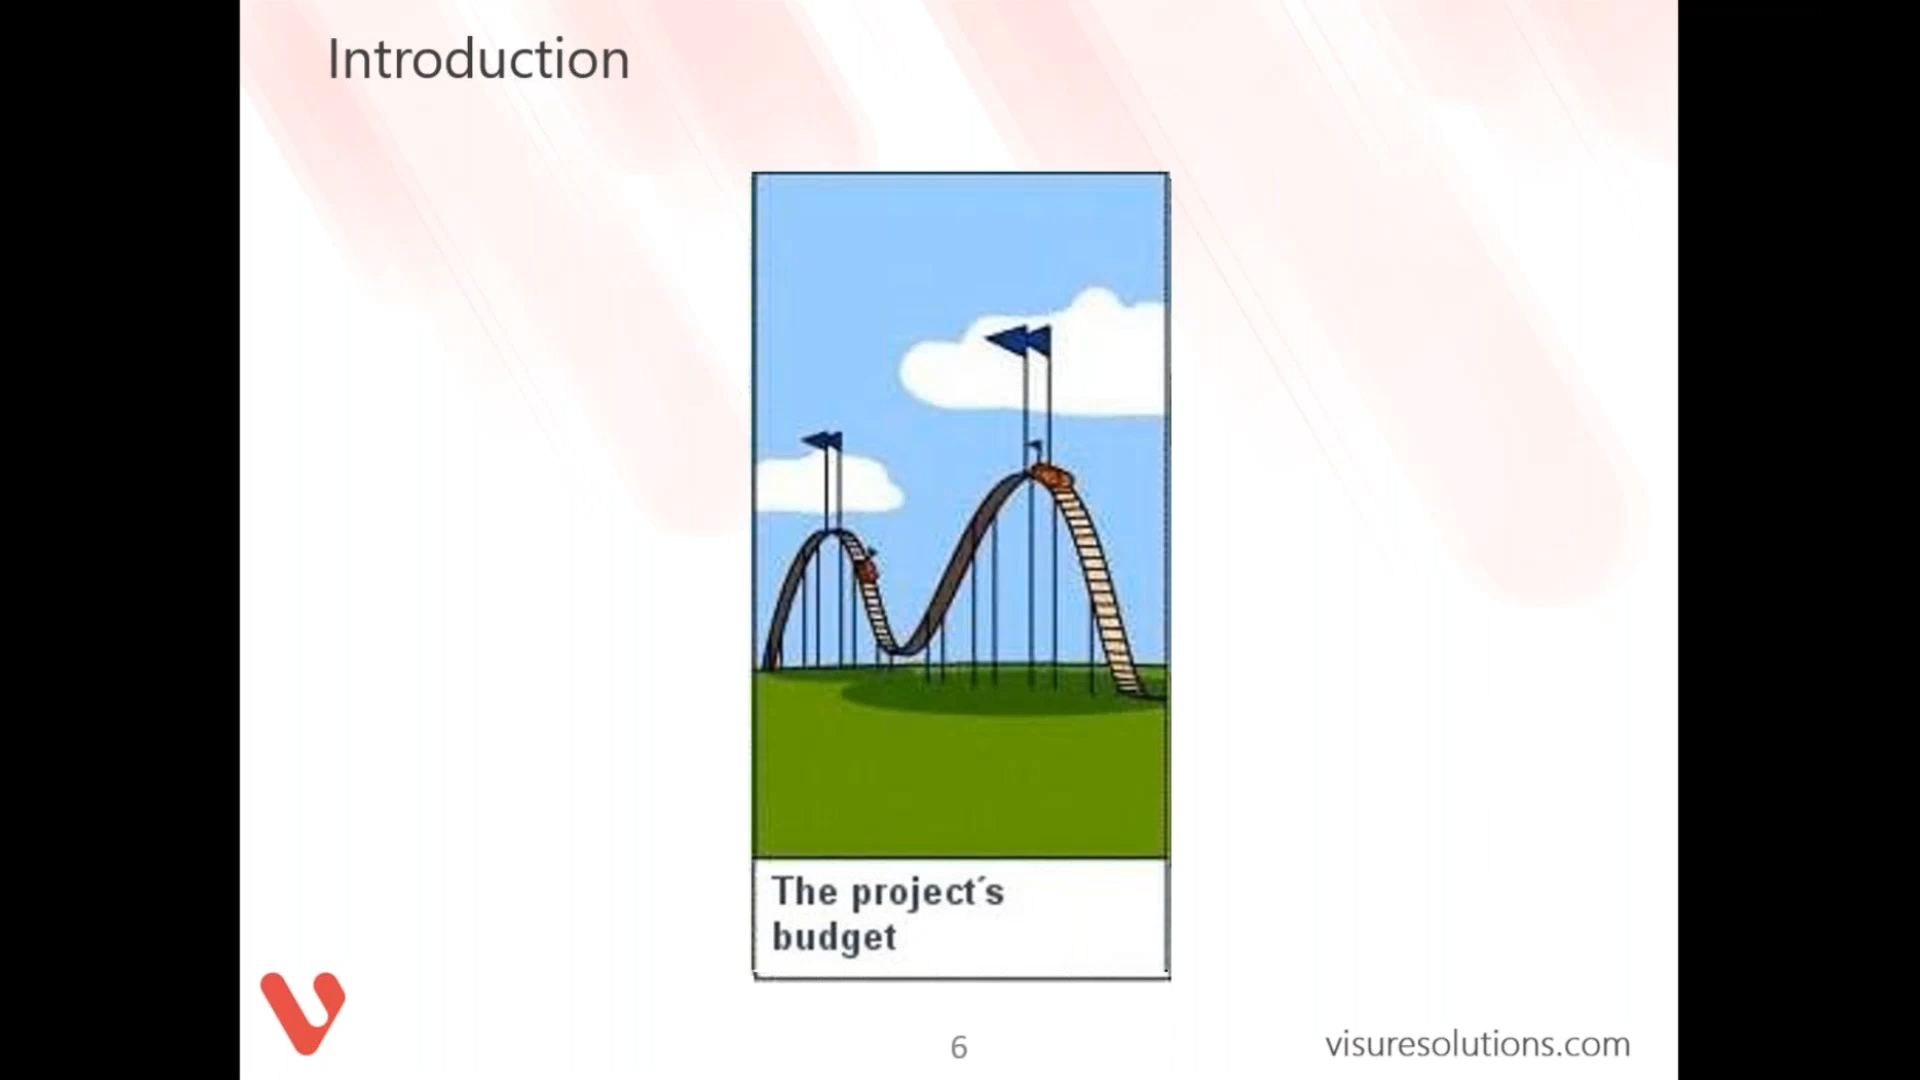 Introduction
The project´s
budget
6
visuresolutions.com